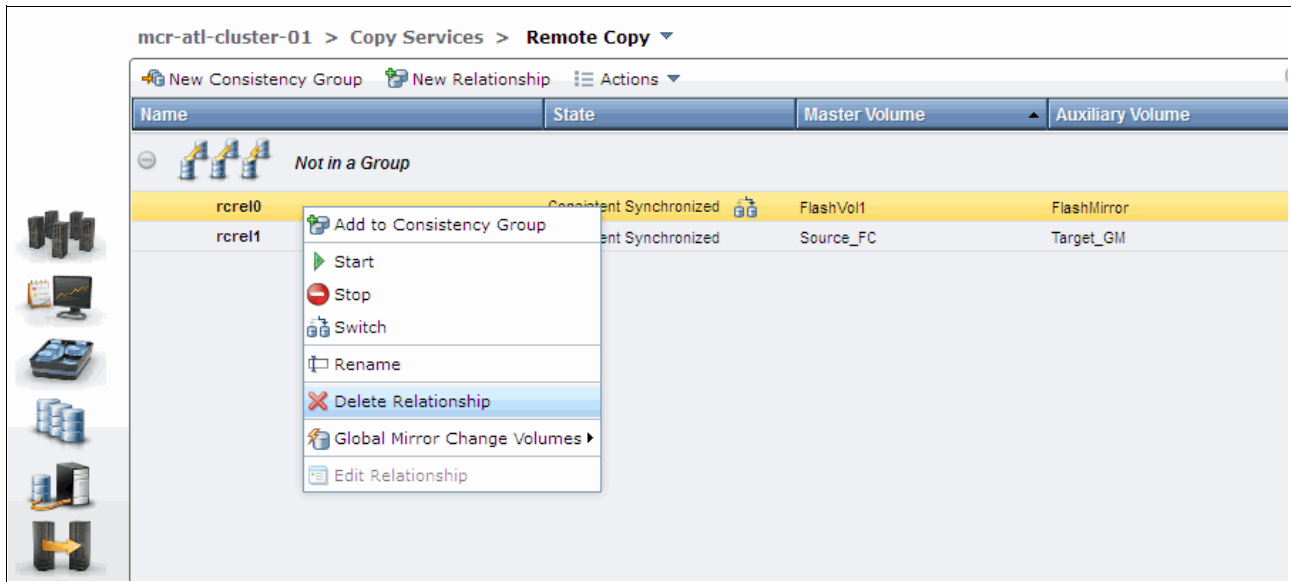 mcr-atl-cluster-01 > Copy Services > Remote Copy
New Consistency Group New Relationship Actions
Name State Master Volume Auxiliary Volume
Not in a Group
rcrel0 Consistent Synchronized FlashVol1 FlashMirror
rcrel1 ent Synchronized Source_FC Target_GM
Add to Consistency Group
Start
Stop
Switch
Rename
Delete Relationship
Global Mirror Change Volumes
Edit Relationship